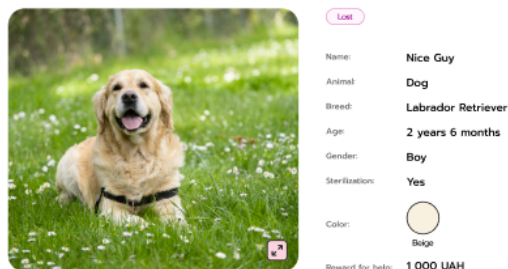 Lost
Name: Nice Guy
Animal: Dog
Breed: Labrador Retriever
Age: 2 years 6 months
Gender: Boy
Sterilization: Yes
Color:
Beige
Reward for help: 1 000 UAH